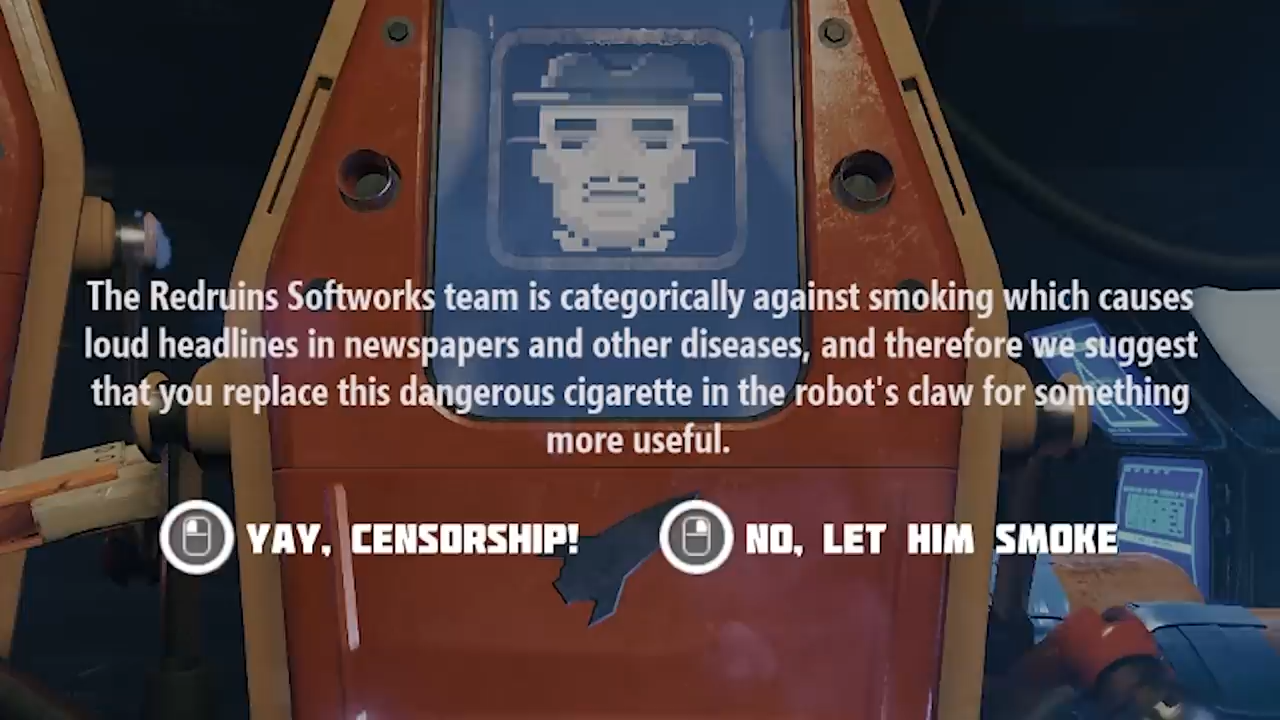 The Redruins Softworks team is categorically against smoking which causes
loud headlines in newspapers and other diseases, and therefore we suggest
that you replace this dangerous cigarette in the robot's claw for something
more useful.
YAY, CENSORSHIP!
NO, LET HIM SMOKE